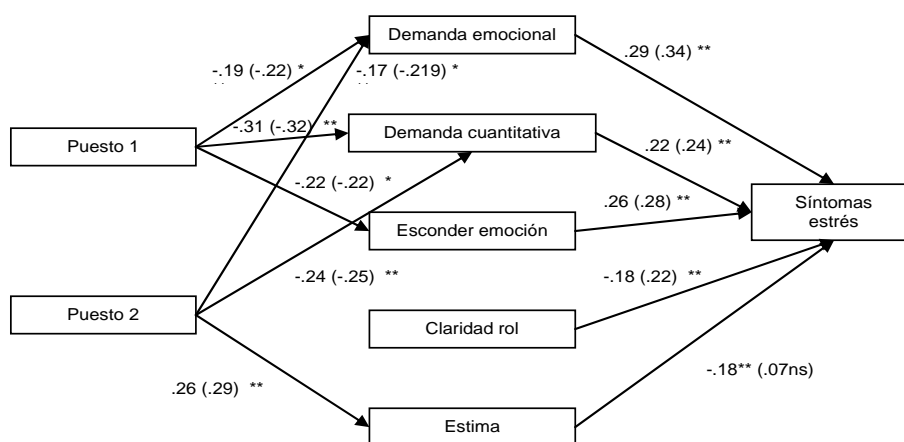 Demanda emocional
.29 (.34) **
-.19 (-.22) *
-.17 (-.219) *
-.31 (-.32) **
Demanda cuantitativa
Puesto 1
.22 (.24) **
-.22 (-.22) *
.26 (.28) **
Síntomas
estrés
Esconder emoción
-.24 (-.25) **
-.18 (.22) **
Puesto 2
Claridad rol
-.18** (.07ns)
.26 (.29) **
Estima